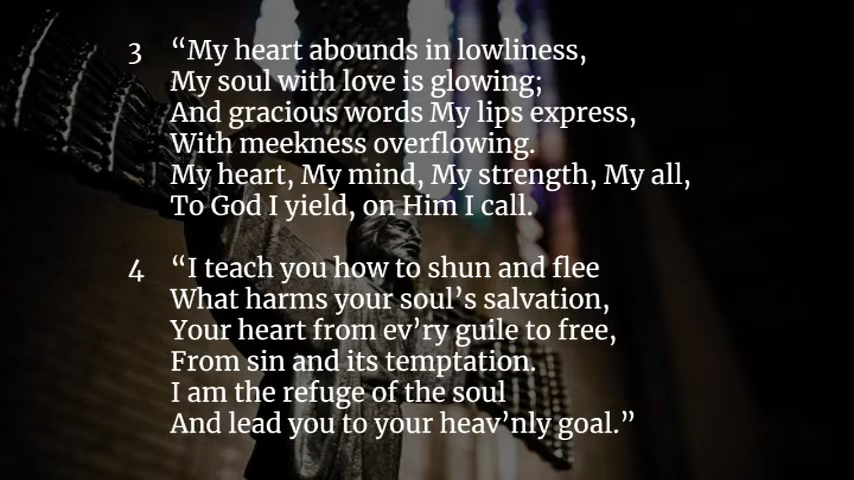 3 “My heart abounds in lowliness,
My soul with love is glowing;
And gracious words My lips express,
With meekness overflowing.
My heart, My mind, My strength, My all,
To God I yield, on Him I call.
4 “I teach you how to shun and flee
What harms your soul’s salvation,
Your heart from ev’ry guile to free,
From sin and its temptation.
I am the refuge of the soul
And lead you to your heav’nly goal.”